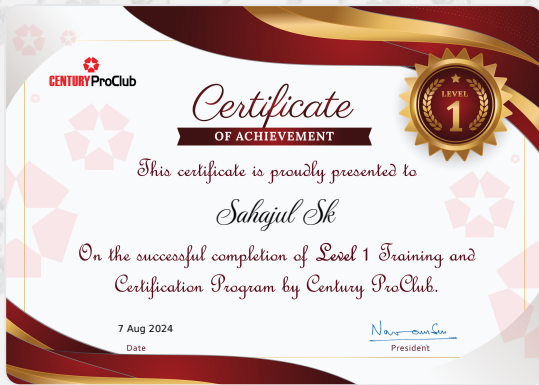 CENTURY ProClub
Certificate
OF ACHIEVEMENT
LEVEL
1
This certificate is proudly presented to
Sahajul Sk
On the successful completion of Level 1 Training and
Certification Program by Century ProClub.
7 Aug 2024
Date
President